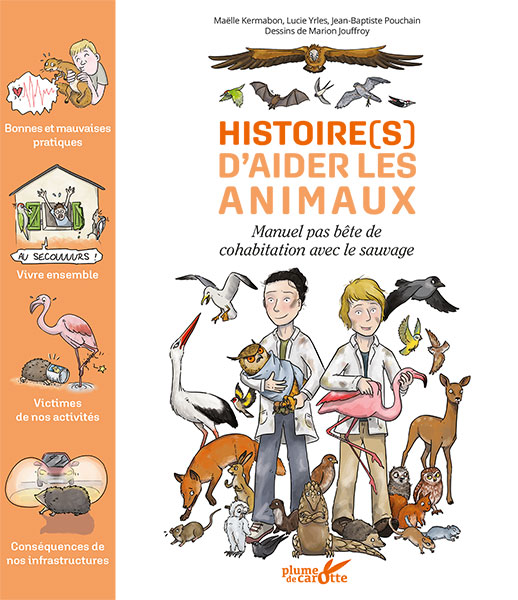 Maëlle Kermabon, Lucie Yrles, Jean-Baptiste Pouchain
Dessins de Marion Jouffroy
HISTOIRE(S)
D'AIDER LES
ANIMAUX
Manuel pas bête de
cohabitation avec le sauvage
Bonnes et mauvaises
pratiques
AU SECOUUUURS !
Vivre ensemble
Victimes
de nos activités
Conséquences de
nos infrastructures
plume
de carotte